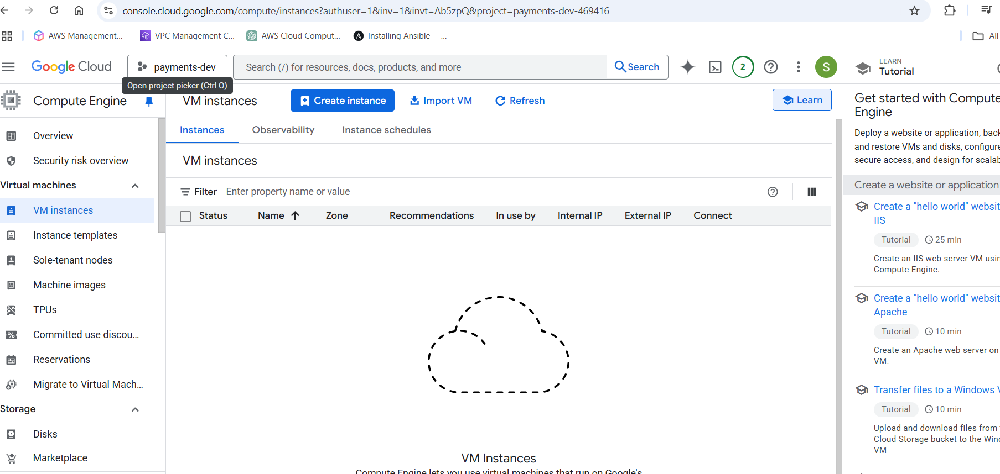 console.cloud.google.com/compute/instances?authuser=1&inv=1&invt=Ab5zpQ&project=payments-dev-469416
AWS Management...
VPC Management C...
AWS Cloud Comput...
Installing Ansible —...
All
Google Cloud
payments-dev
Search (/) for resources, docs, products, and more
Search
2
S
Open project picker (Ctrl O)
Compute Engine
Overview
Security risk overview
Virtual machines
VM instances
Instance templates
Sole-tenant nodes
Machine images
TPUs
Committed use discou...
Reservations
Migrate to Virtual Mach...
Storage
Disks
Marketplace
VM instances
Create instance
Import VM
Refresh
Learn
Instances
Observability
Instance schedules
VM instances
Filter Enter property name or value
Status Name Zone Recommendations In use by Internal IP External IP Connect
VM Instances
Compute Engine lets you use virtual machines that run on Google's
LEARN
Tutorial
Get started with Compute
Engine
Deploy a website or application, back
and restore VMs and disks, configure
secure access, and design for scalab
Create a website or application
Create a "hello world" websit
IIS
Tutorial 25 min
Create an IIS web server VM usin
Compute Engine.
Create a "hello world" websit
Apache
Tutorial 10 min
Create an Apache web server on
VM.
Transfer files to a Windows V
Tutorial 10 min
Upload and download files from
Cloud Storage bucket to the Wind
VM